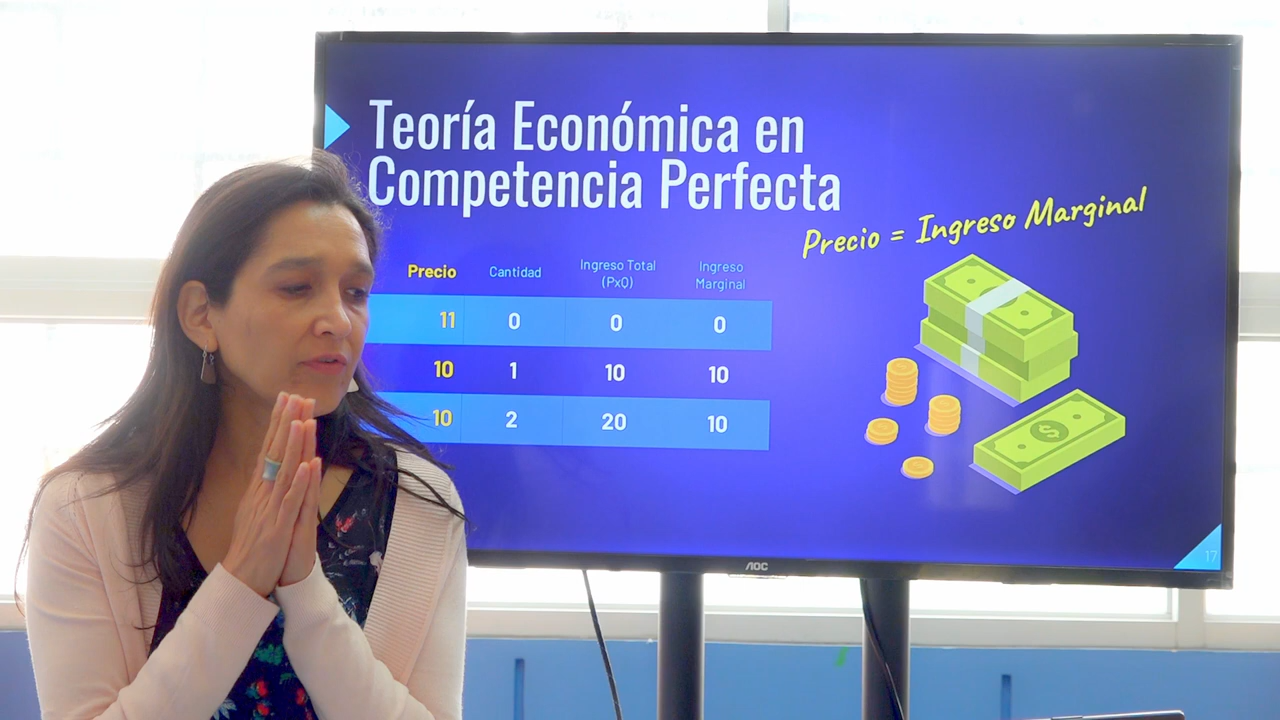 Teoría Económica en
Competencia Perfecta
Precio = Ingreso Marginal
Precio Cantidad Ingreso Total (PxQ) Ingreso Marginal
11 0 0 0
10 1 10 10
10 2 20 10
AOC
17